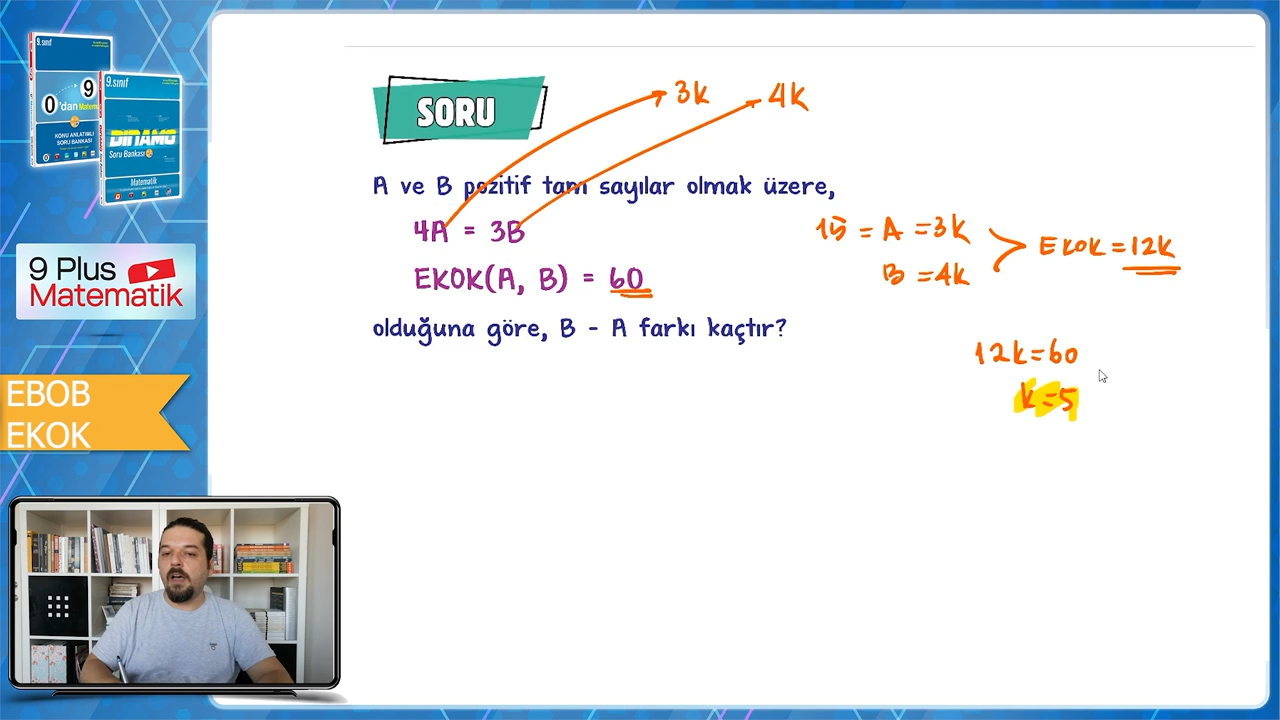 9.sınıf
0'dan 9
KONU ANLATIMLI
SORU BANKASI
9.sınıf
DİNAMO
Soru Bankası
Matematik
9 Plus
Matematik
EBOB
EKOK
SORU
3k
4k
A ve B pozitif tam sayılar olmak üzere,
4A = 3B
EKOK(A, B) = 60
olduğuna göre, B - A farkı kaçtır?
15 = A = 3k
B = 4k
EKOK = 12k
12k = 60
k = 5